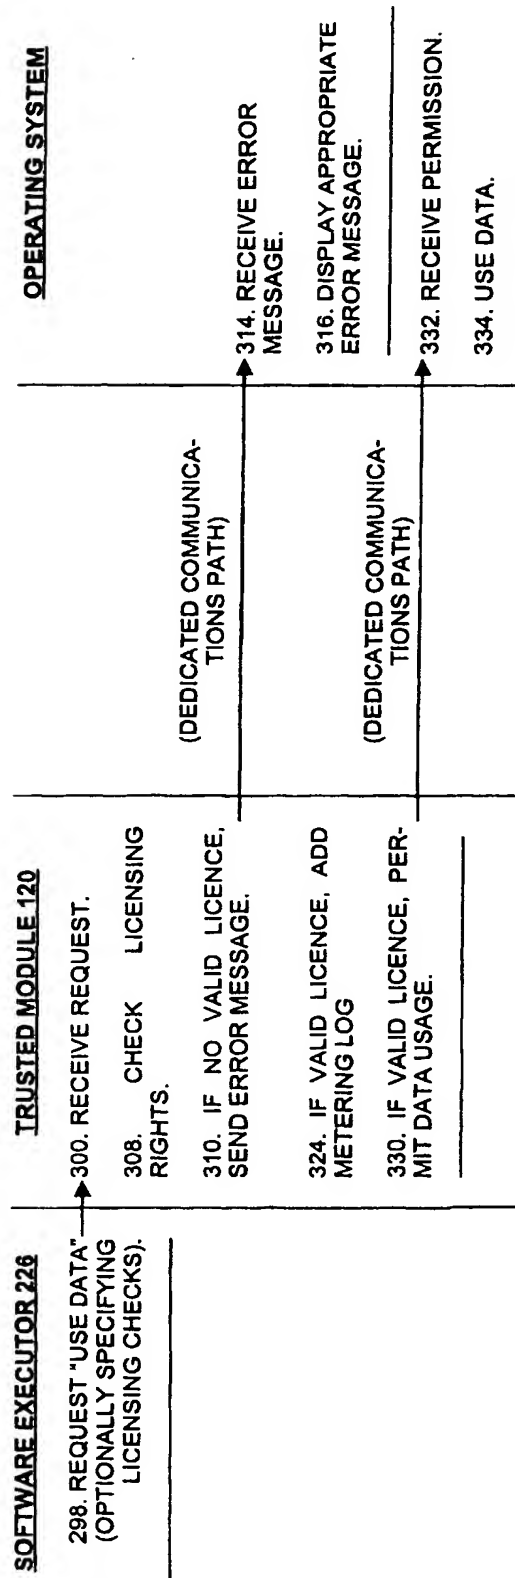 SOFTWARE EXECUTOR 226
298. REQUEST "USE DATA"
(OPTIONALLY SPECIFYING
LICENSING CHECKS).
TRUSTED MODULE 120
300. RECEIVE REQUEST.
308. CHECK LICENSING
RIGHTS.
310. IF NO VALID LICENCE,
SEND ERROR MESSAGE.
324. IF VALID LICENCE, ADD
METERING LOG
330. IF VALID LICENCE, PER-
MIT DATA USAGE.
(DEDICATED COMMUNICA-
TIONS PATH)
(DEDICATED COMMUNICA-
TIONS PATH)
OPERATING SYSTEM
314. RECEIVE ERROR
MESSAGE.
316. DISPLAY APPROPRIATE
ERROR MESSAGE.
332. RECEIVE PERMISSION.
334. USE DATA.